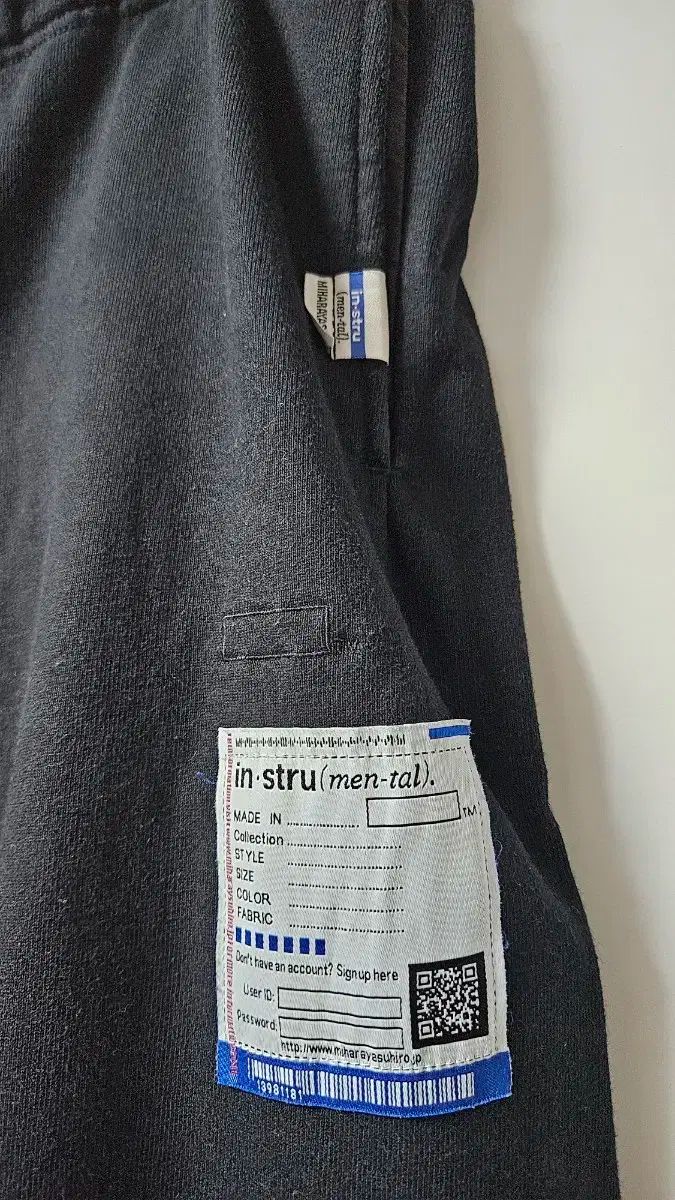 in·stru
(men-tal).
MIHARAYAS
in·stru(men-tal).
MADE IN
TM
Collection
STYLE
SIZE
COLOR
FABRIC
Don't have an account? Sign up here
User ID:
Password:
http://www.miharayasuhiro.jp
13981181